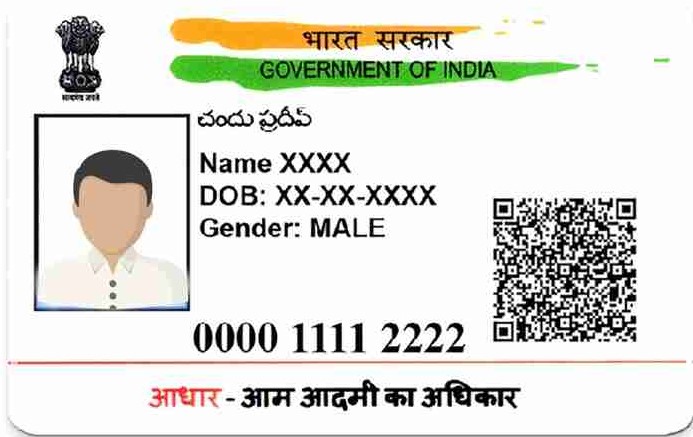 भारत सरकार
GOVERNMENT OF INDIA
सत्यमेव जयते
చందు ప్రదీప్
Name XXXX
DOB: XX-XX-XXXX
Gender: MALE
0000 1111 2222
आधार - आम आदमी का अधिकार